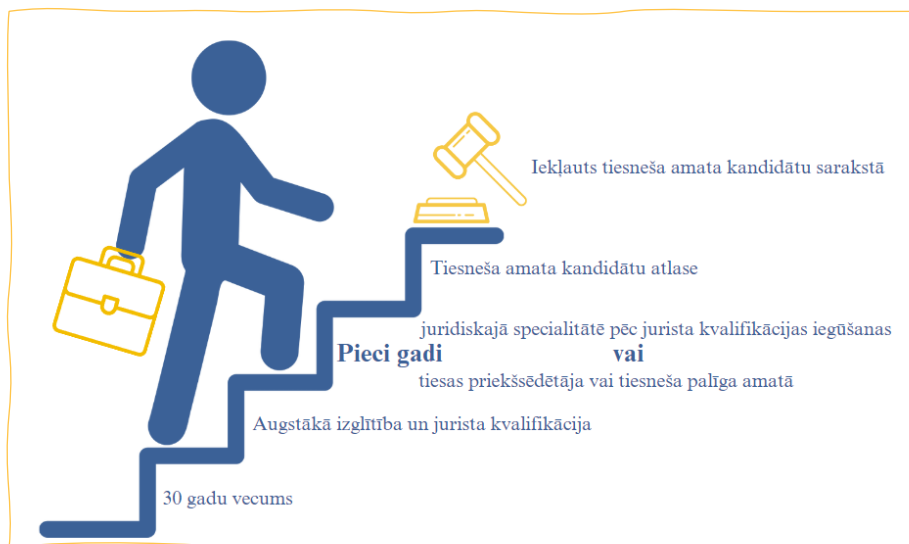 Iekļauts tiesneša amata kandidātu sarakstā
Tiesneša amata kandidātu atlase
juridiskajā specialitātē pēc jurista kvalifikācijas iegūšanas
Pieci gadi vai
tiesas priekšsēdētāja vai tiesneša palīga amatā
Augstākā izglītība un jurista kvalifikācija
30 gadu vecums